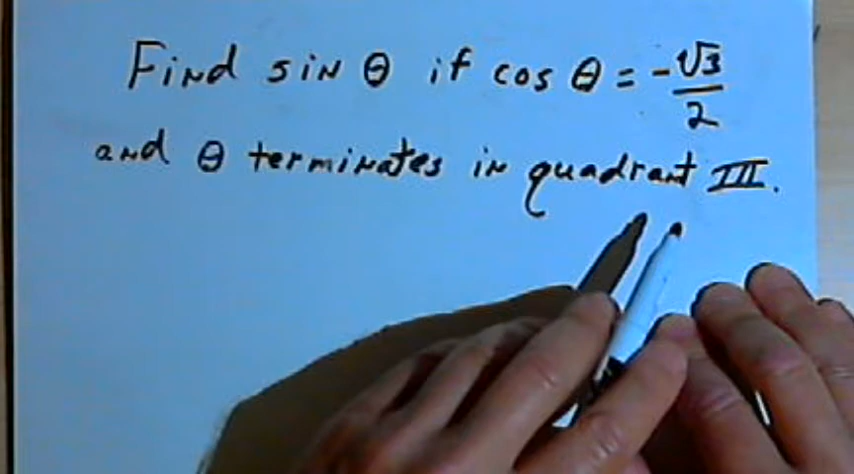 Find sin θ if cos θ = -√3/2
and θ terminates in quadrant III.